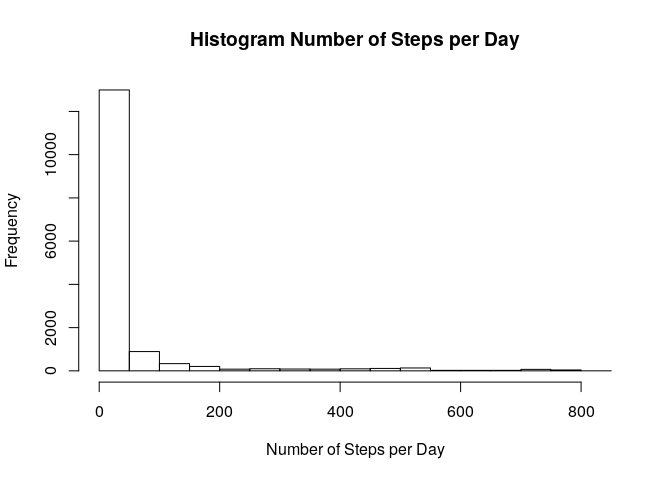 Histogram Number of Steps per Day
Frequency
10000
6000
2000
0
0 200 400 600 800
Number of Steps per Day